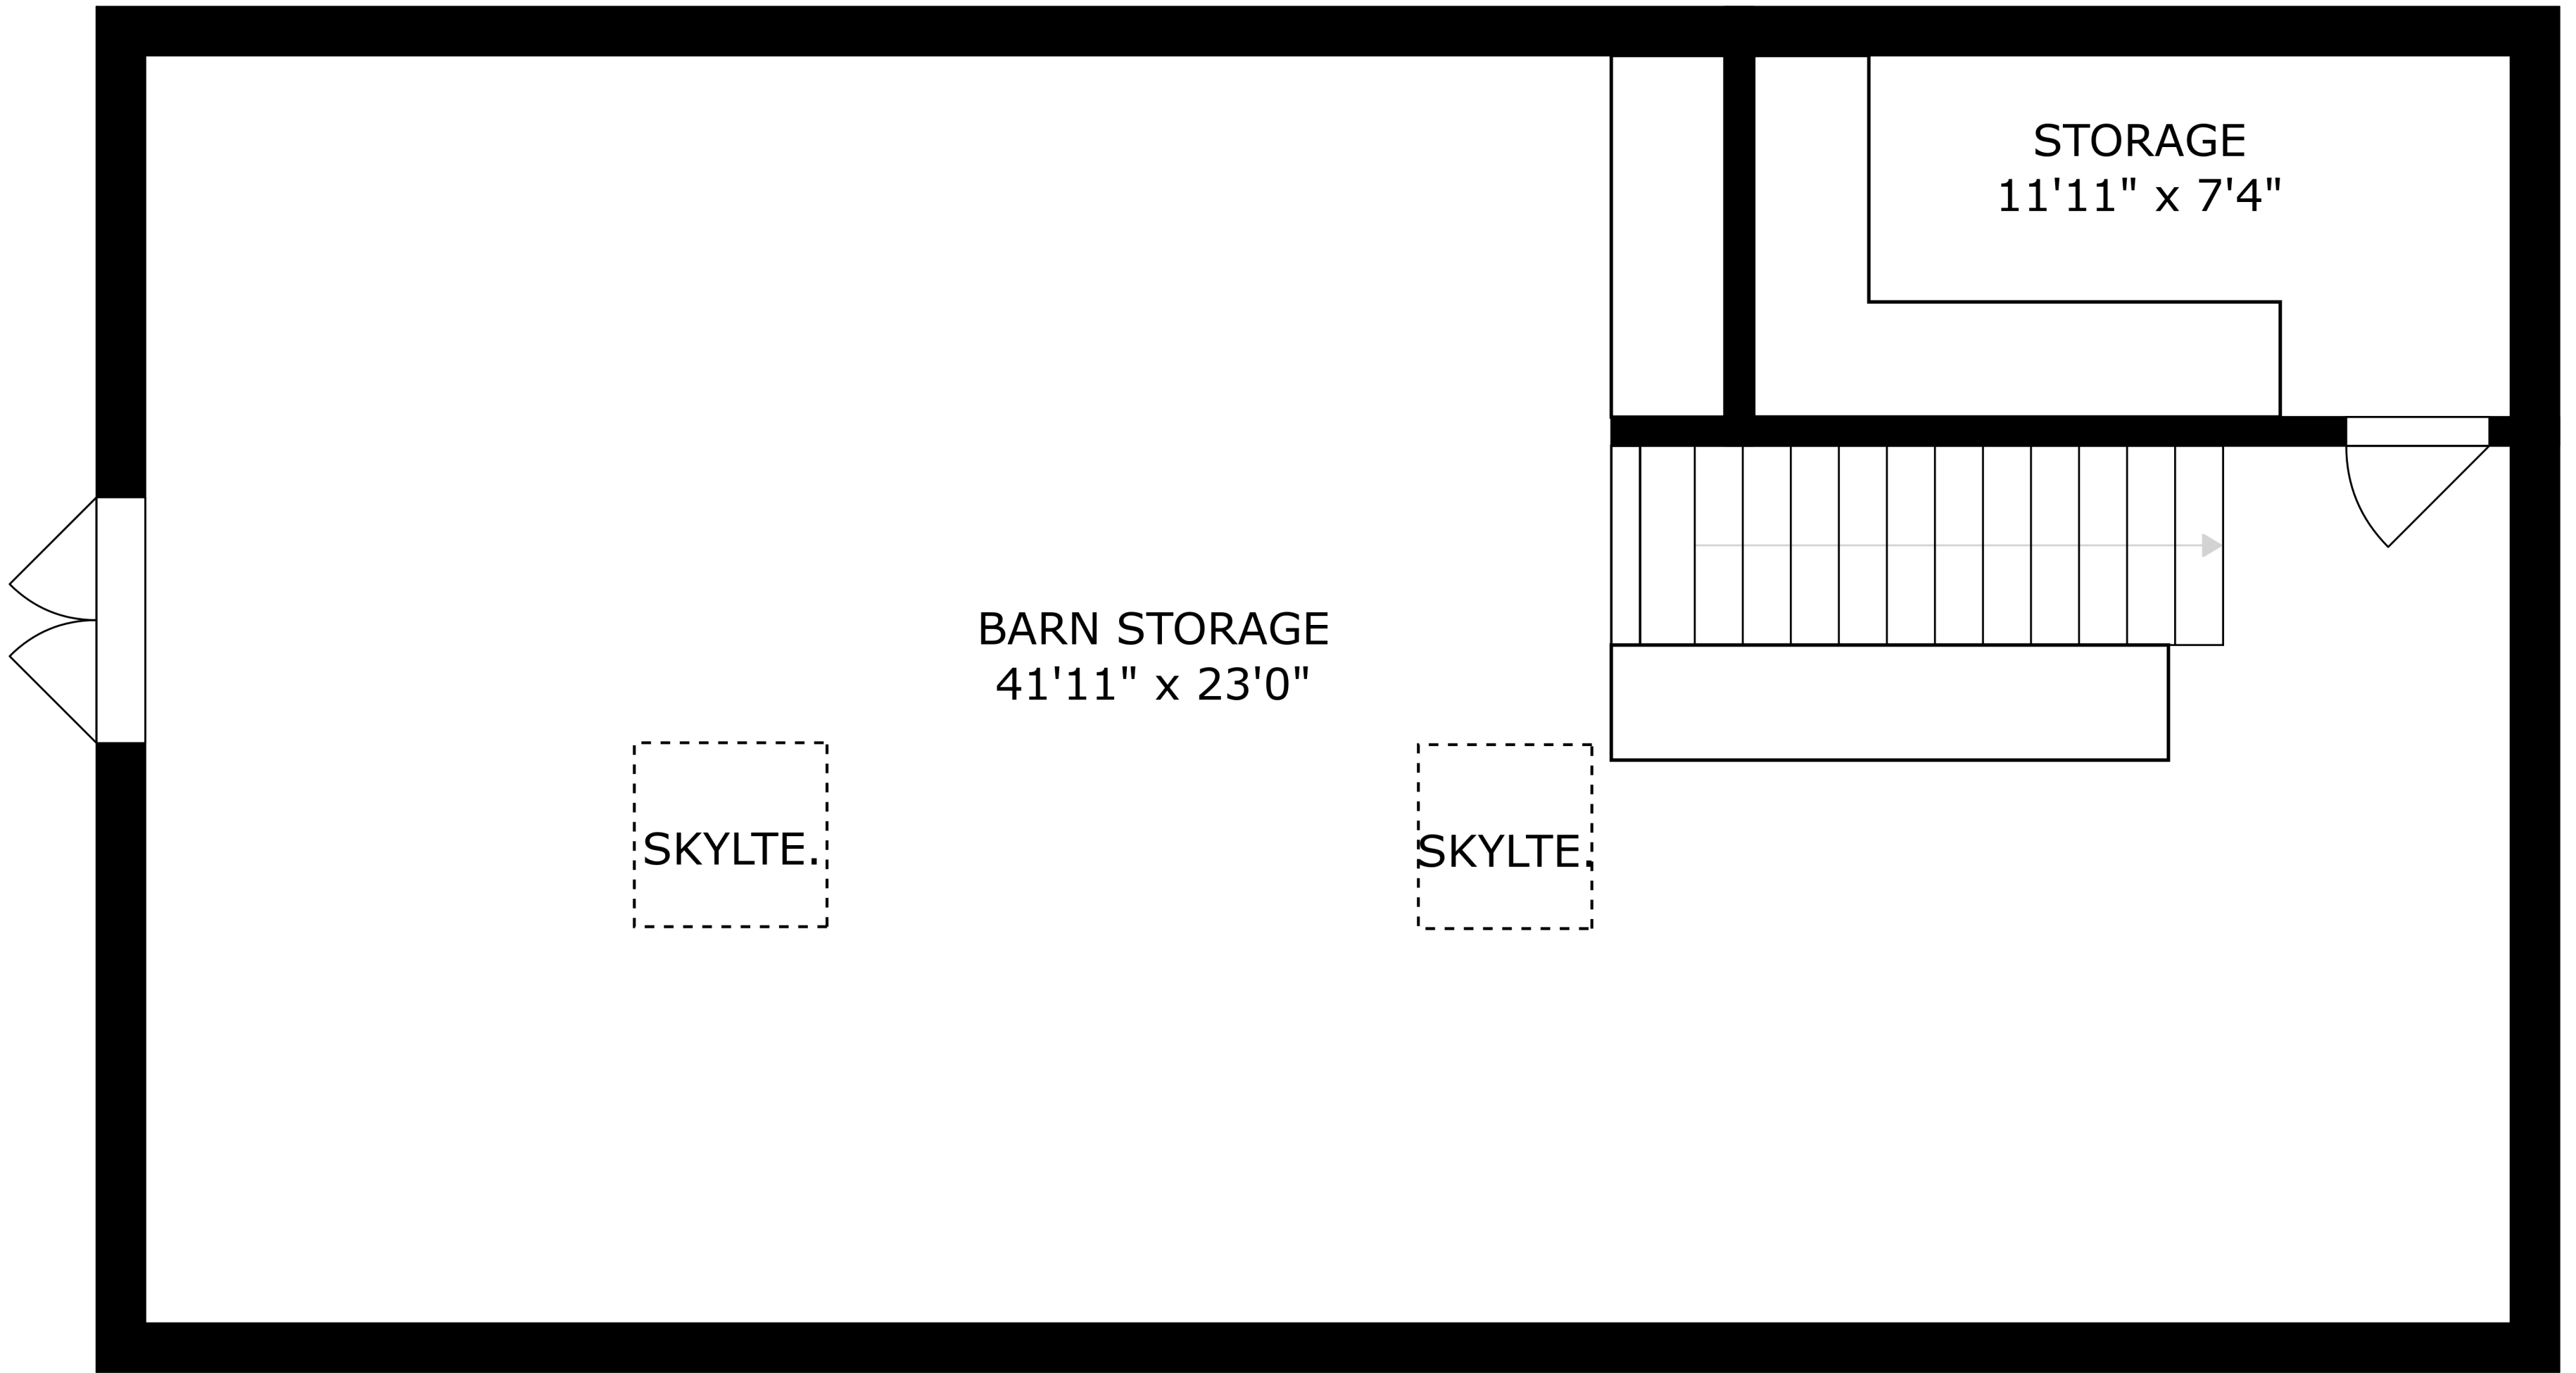 STORAGE
11'11" x 7'4"
BARN STORAGE
41'11" x 23'0"
SKYLTE.
SKYLTE.